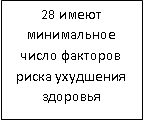 28 имеют
минимальное
число факторов
риска ухудшения
здоровья